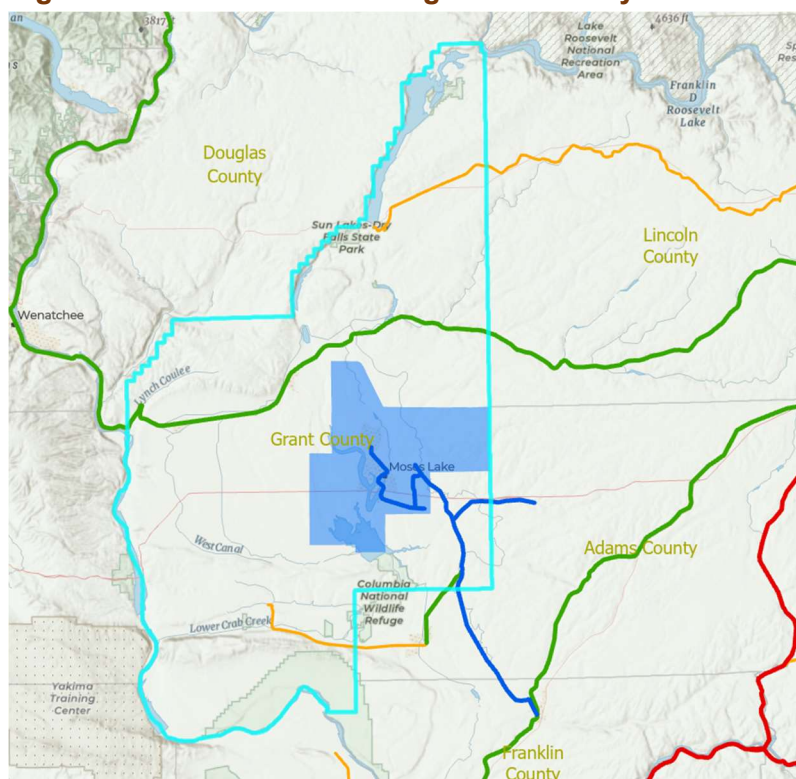 3817
4636 ft
Lake
Roosevelt
National
Recreation
Area
Franklin
D
Roosevelt
Lake
Douglas
County
Sun Lakes-Dry
Falls State
Park
Lincoln
County
Wenatchee
Lynch Coulee
Grant County
Moses Lake
West Canal
Adams County
Columbia
National
Wildlife
Refuge
Lower Crab Creek
Yakima
Training
Center
Franklin
County